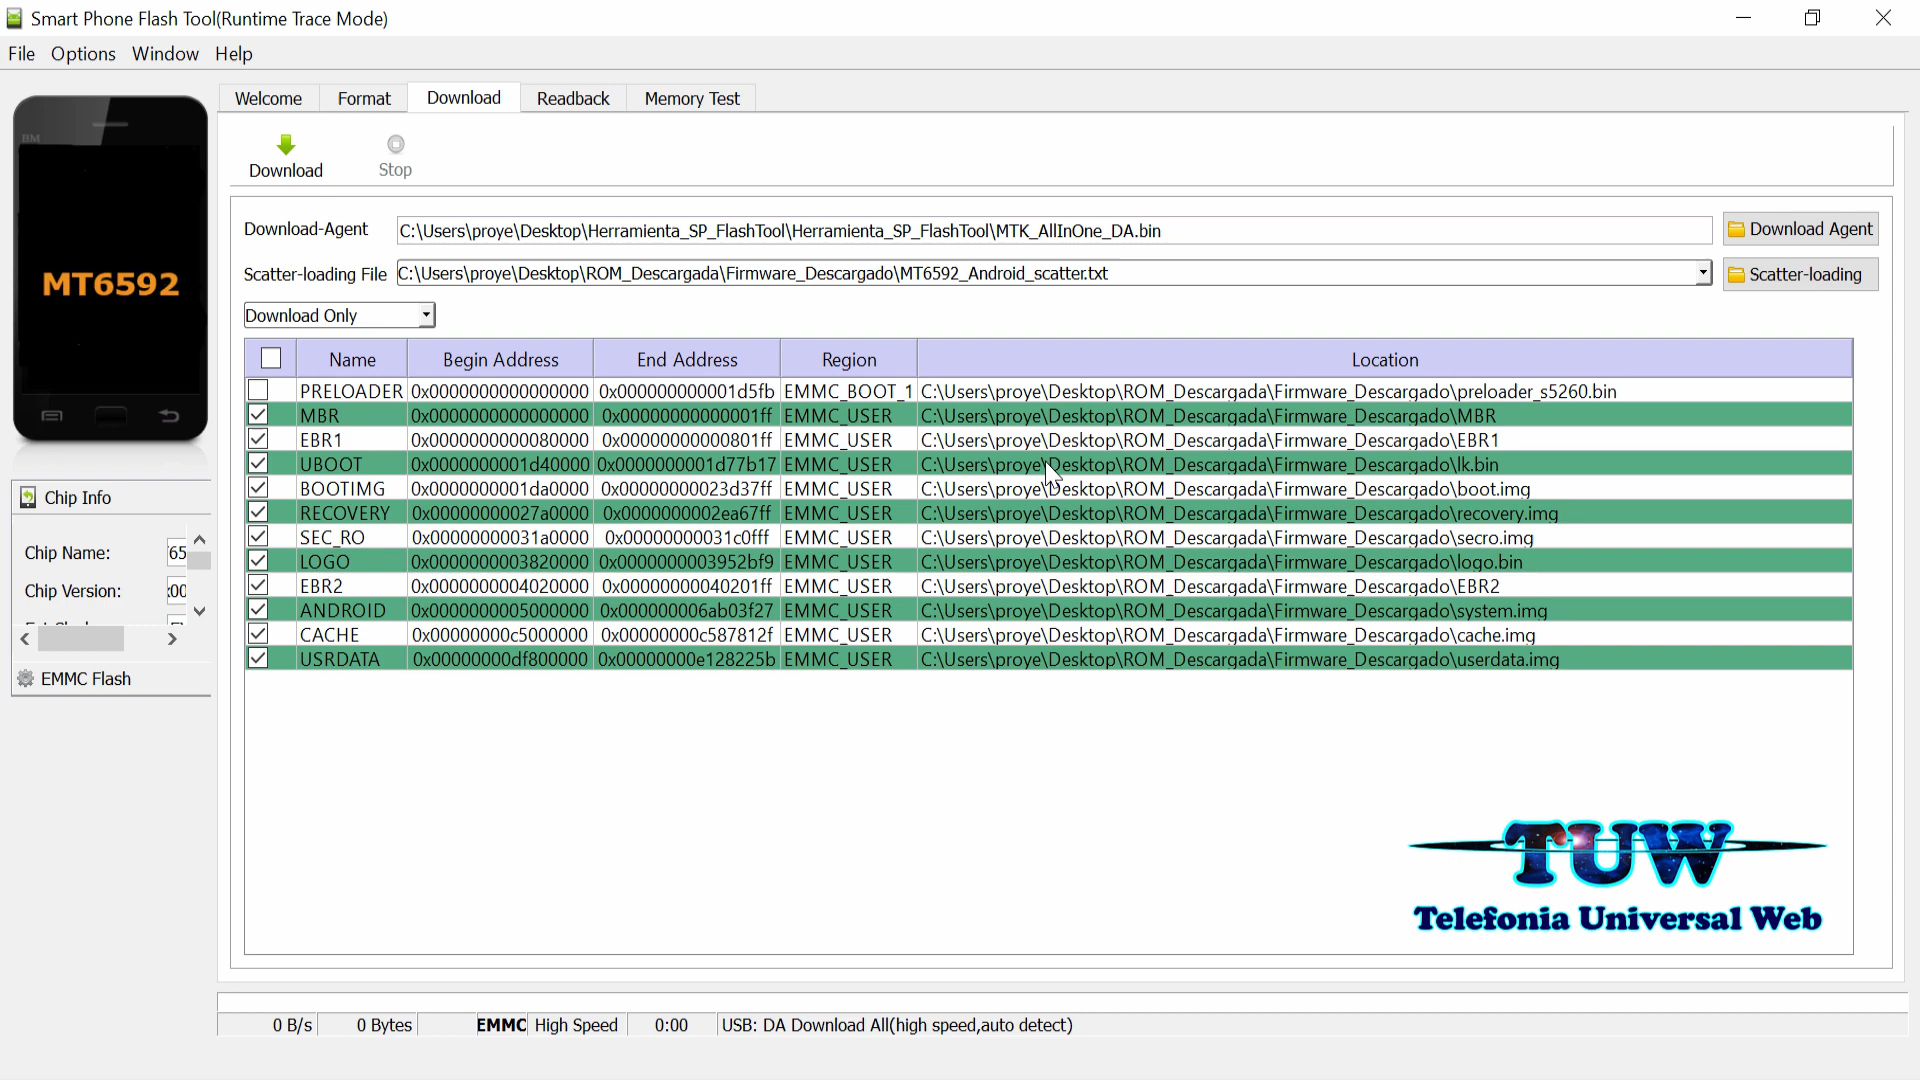 Smart Phone Flash Tool(Runtime Trace Mode)
File Options Window Help
Welcome Format Download Readback Memory Test
BM
MT6592
Download Stop
Download-Agent C:\Users\proye\Desktop\Herramienta_SP_FlashTool\Herramienta_SP_FlashTool\MTK_AllInOne_DA.bin Download Agent
Scatter-loading File C:\Users\proye\Desktop\ROM_Descargada\Firmware_Descargado\MT6592_Android_scatter.txt Scatter-loading
Download Only
Name Begin Address End Address Region Location
PRELOADER 0x0000000000000000 0x000000000001d5fb EMMC_BOOT_1 C:\Users\proye\Desktop\ROM_Descargada\Firmware_Descargado\preloader_s5260.bin
MBR 0x0000000000000000 0x00000000000001ff EMMC_USER C:\Users\proye\Desktop\ROM_Descargada\Firmware_Descargado\MBR
EBR1 0x0000000000080000 0x00000000000801ff EMMC_USER C:\Users\proye\Desktop\ROM_Descargada\Firmware_Descargado\EBR1
UBOOT 0x0000000001d40000 0x0000000001d77b17 EMMC_USER C:\Users\proye\Desktop\ROM_Descargada\Firmware_Descargado\lk.bin
BOOTIMG 0x0000000001da0000 0x00000000023d37ff EMMC_USER C:\Users\proye\Desktop\ROM_Descargada\Firmware_Descargado\boot.img
RECOVERY 0x00000000027a0000 0x0000000002ea67ff EMMC_USER C:\Users\proye\Desktop\ROM_Descargada\Firmware_Descargado\recovery.img
SEC_RO 0x00000000031a0000 0x00000000031c0fff EMMC_USER C:\Users\proye\Desktop\ROM_Descargada\Firmware_Descargado\secro.img
LOGO 0x0000000003820000 0x0000000003952bf9 EMMC_USER C:\Users\proye\Desktop\ROM_Descargada\Firmware_Descargado\logo.bin
EBR2 0x0000000004020000 0x00000000040201ff EMMC_USER C:\Users\proye\Desktop\ROM_Descargada\Firmware_Descargado\EBR2
ANDROID 0x0000000005000000 0x000000006ab03f27 EMMC_USER C:\Users\proye\Desktop\ROM_Descargada\Firmware_Descargado\system.img
CACHE 0x00000000c5000000 0x00000000c587812f EMMC_USER C:\Users\proye\Desktop\ROM_Descargada\Firmware_Descargado\cache.img
USRDATA 0x00000000df800000 0x00000000e128225b EMMC_USER C:\Users\proye\Desktop\ROM_Descargada\Firmware_Descargado\userdata.img
Chip Info
Chip Name: 65
Chip Version: :00
EMMC Flash
TUW
Telefonia Universal Web
0 B/s 0 Bytes EMMC High Speed 0:00 USB: DA Download All(high speed,auto detect)